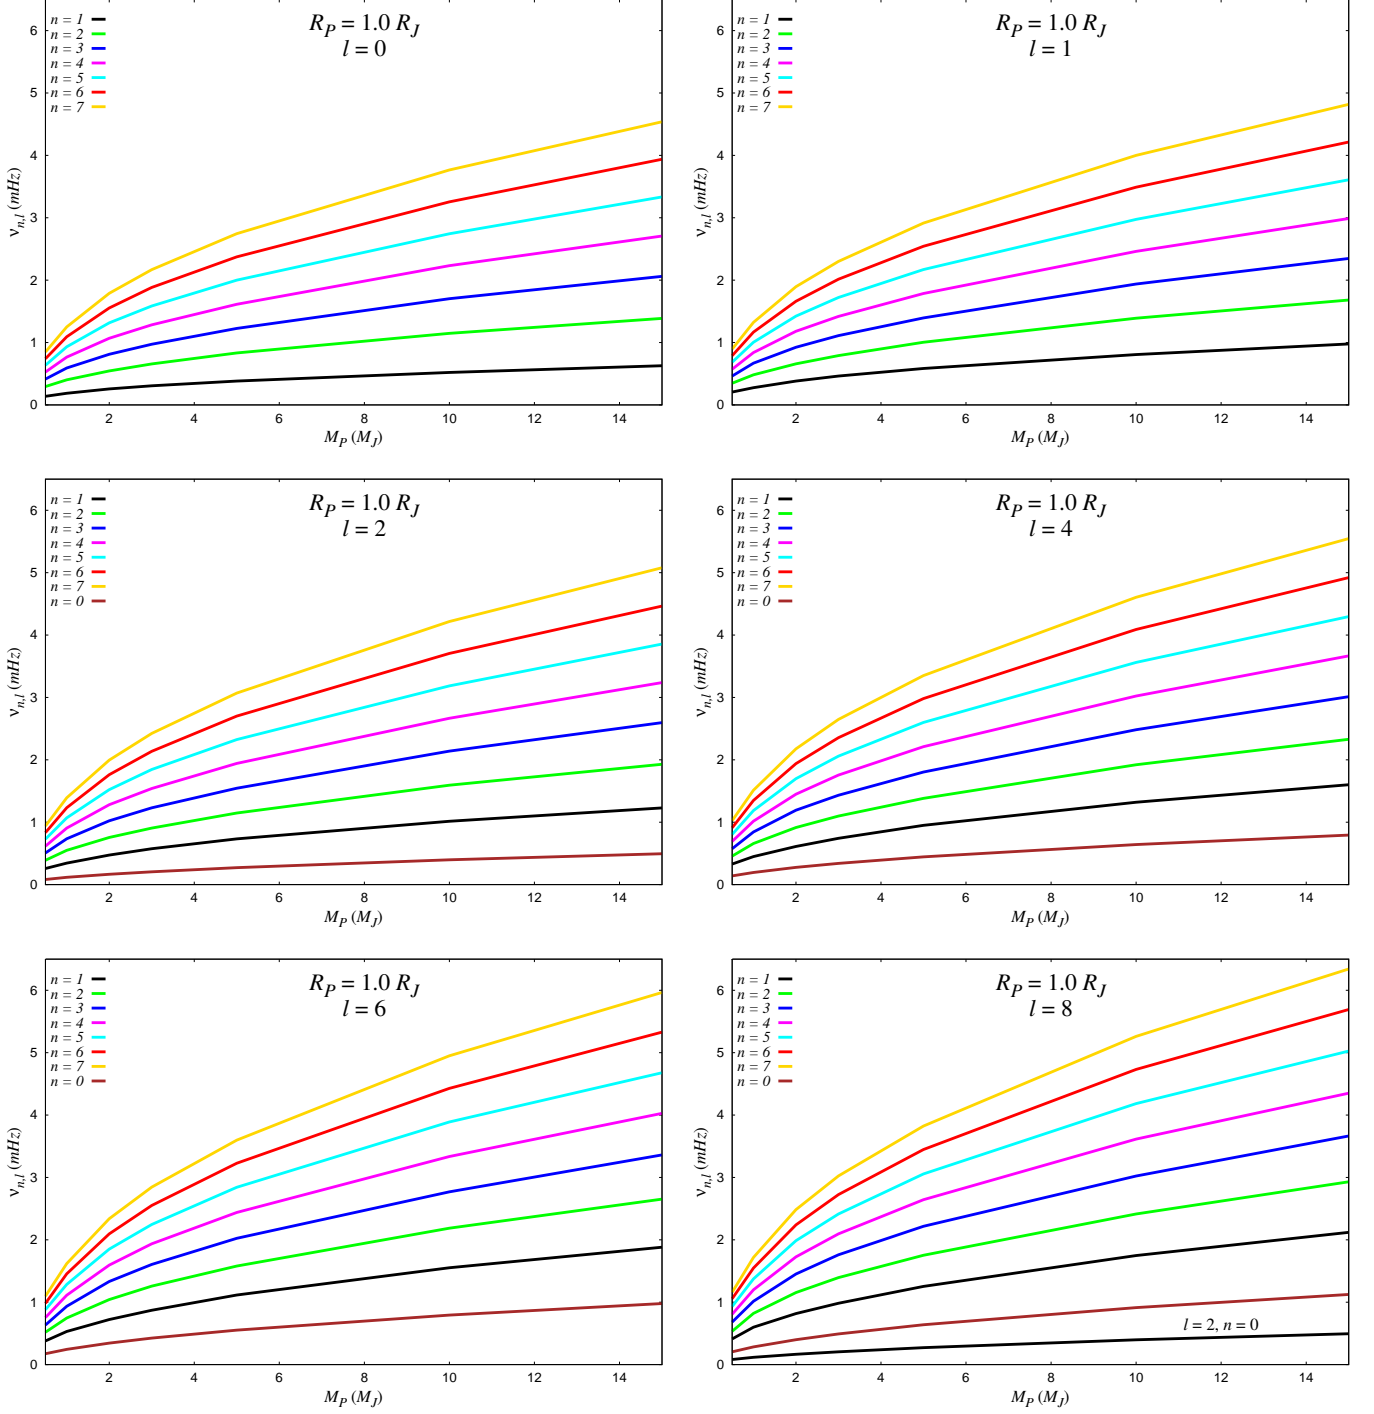 R_P = 1.0 R_J
l = 0
n = 1
n = 2
n = 3
n = 4
n = 5
n = 6
n = 7
6
5
4
3
2
1
0
ν_{n,l} (mHz)
2 4 6 8 10 12 14
M_P (M_J)
R_P = 1.0 R_J
l = 1
n = 1
n = 2
n = 3
n = 4
n = 5
n = 6
n = 7
6
5
4
3
2
1
0
ν_{n,l} (mHz)
2 4 6 8 10 12 14
M_P (M_J)
R_P = 1.0 R_J
l = 2
n = 1
n = 2
n = 3
n = 4
n = 5
n = 6
n = 7
n = 0
6
5
4
3
2
1
0
ν_{n,l} (mHz)
2 4 6 8 10 12 14
M_P (M_J)
R_P = 1.0 R_J
l = 4
n = 1
n = 2
n = 3
n = 4
n = 5
n = 6
n = 7
n = 0
6
5
4
3
2
1
0
ν_{n,l} (mHz)
2 4 6 8 10 12 14
M_P (M_J)
R_P = 1.0 R_J
l = 6
n = 1
n = 2
n = 3
n = 4
n = 5
n = 6
n = 7
n = 0
6
5
4
3
2
1
0
ν_{n,l} (mHz)
2 4 6 8 10 12 14
M_P (M_J)
R_P = 1.0 R_J
l = 8
n = 1
n = 2
n = 3
n = 4
n = 5
n = 6
n = 7
n = 0
6
5
4
3
2
1
0
ν_{n,l} (mHz)
l = 2, n = 0
2 4 6 8 10 12 14
M_P (M_J)